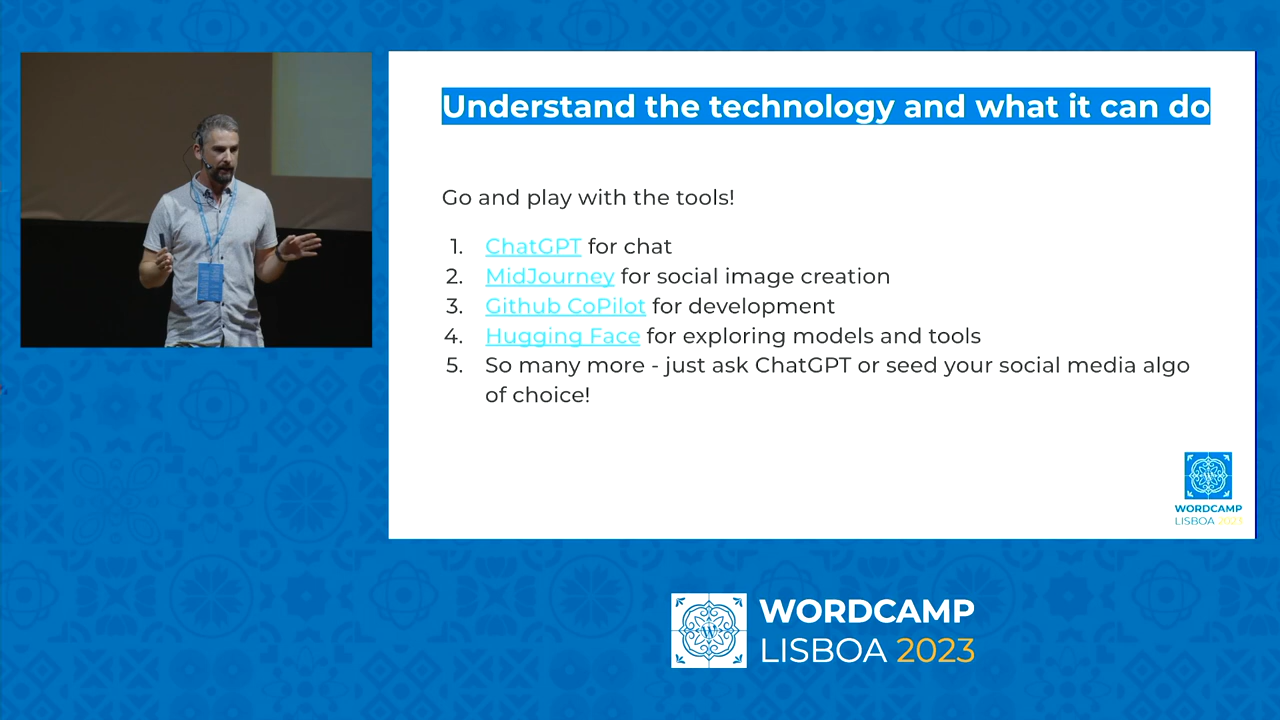 Understand the technology and what it can do
Go and play with the tools!
1. ChatGPT for chat
2. MidJourney for social image creation
3. Github CoPilot for development
4. Hugging Face for exploring models and tools
5. So many more - just ask ChatGPT or seed your social media algo
of choice!
WORDCAMP
LISBOA 2023
WORDCAMP
LISBOA 2023